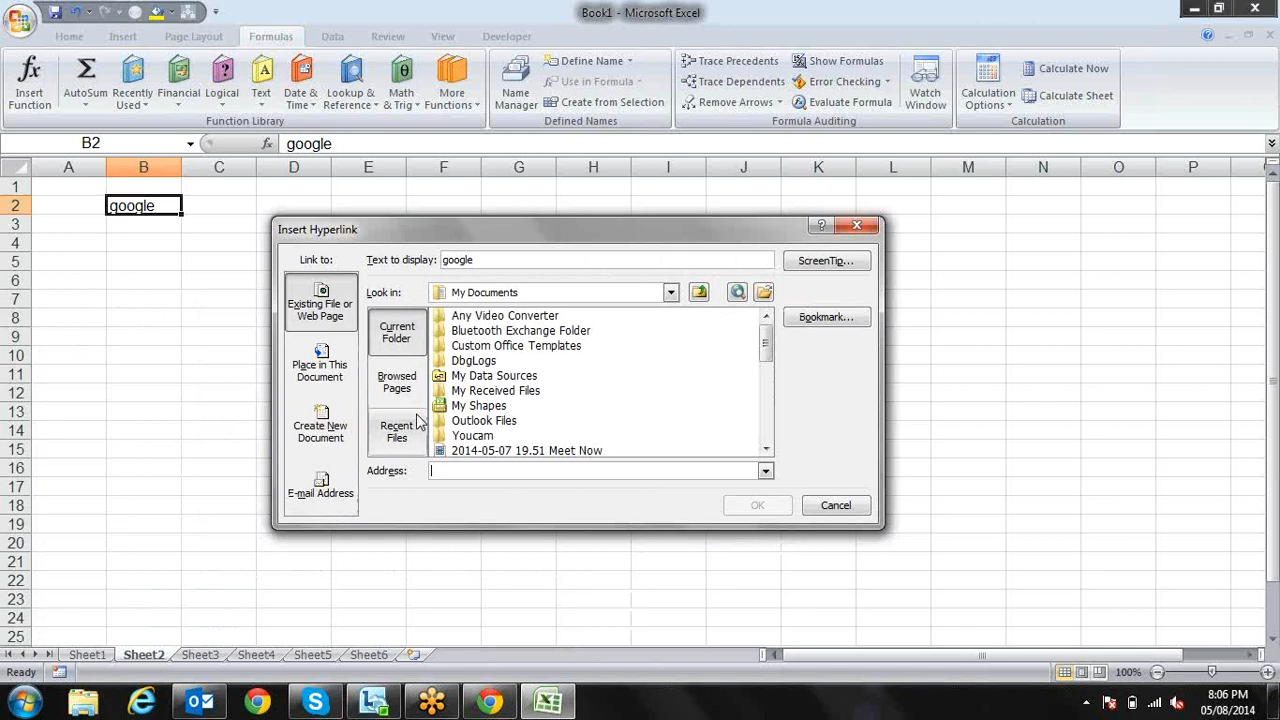 Book1 - Microsoft Excel
Home Insert Page Layout Formulas Data Review View Developer
Insert Function
AutoSum
Recently Used
Financial
Logical
Text
Date & Time
Lookup & Reference
Math & Trig
More Functions
Function Library
Name Manager
Define Name
Use in Formula
Create from Selection
Defined Names
Trace Precedents
Trace Dependents
Remove Arrows
Show Formulas
Error Checking
Evaluate Formula
Formula Auditing
Watch Window
Calculation Options
Calculate Now
Calculate Sheet
Calculation
B2 fx google
A B C D E F G H I J K L M N O P
1
2 google
3
4
5
6
7
8
9
10
11
12
13
14
15
16
17
18
19
20
21
22
23
24
25
Insert Hyperlink
Link to:
Text to display: google
ScreenTip...
Existing File or Web Page
Place in This Document
Create New Document
E-mail Address
Look in: My Documents
Bookmark...
Current Folder
Browsed Pages
Recent Files
Any Video Converter
Bluetooth Exchange Folder
Custom Office Templates
DbgLogs
My Data Sources
My Received Files
My Shapes
Outlook Files
Youcam
2014-05-07 19.51 Meet Now
Address:
OK Cancel
Sheet1 Sheet2 Sheet3 Sheet4 Sheet5 Sheet6
Ready 100%
8:06 PM
05/08/2014